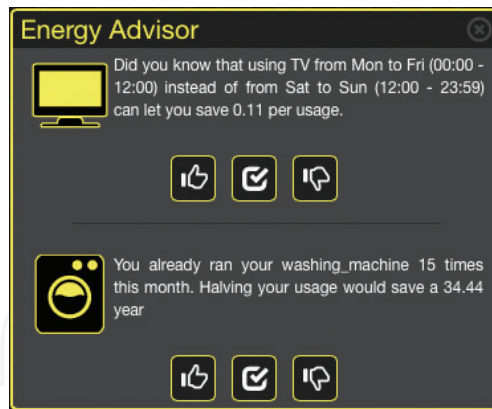 Energy Advisor
Did you know that using TV from Mon to Fri (00:00 -
12:00) instead of from Sat to Sun (12:00 - 23:59)
can let you save 0.11 per usage.
You already ran your washing_machine 15 times
this month. Halving your usage would save a 34.44
year